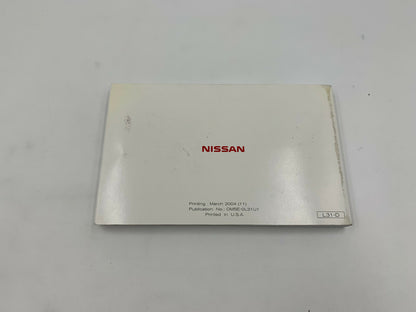 NISSAN
Printing : March 2004 (11)
Publication No.: OM5E-0L31U1
Printed in U.S.A.
L31-D